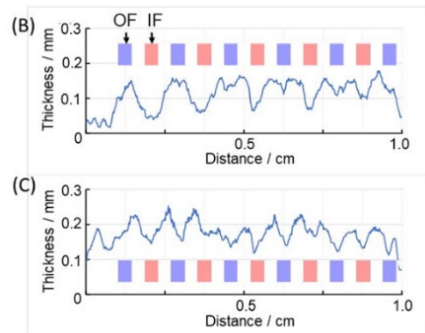 (B)
OF IF
Thickness / mm
0.3
0.2
0.1
0
0.5
1.0
Distance / cm
(C)
Thickness / mm
0.3
0.2
0.1
0
0.5
1.0
Distance / cm